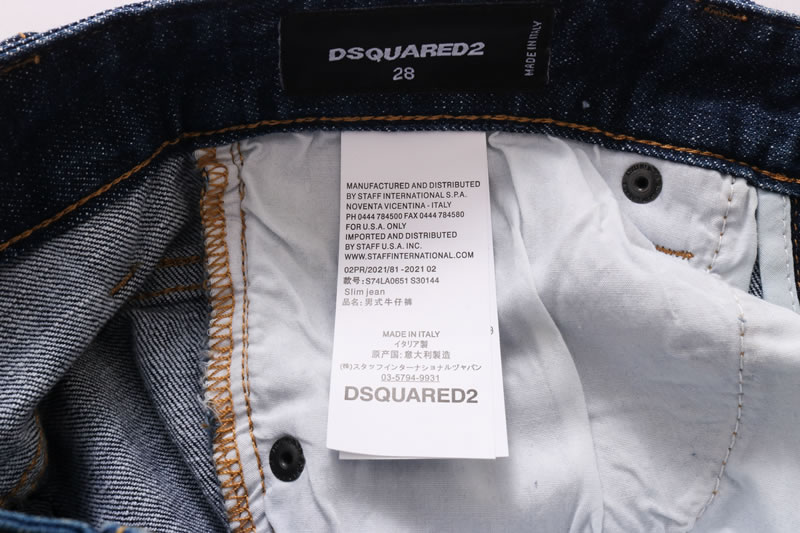 DSQUARED2
28
MADE IN ITALY
MANUFACTURED AND DISTRIBUTED
BY STAFF INTERNATIONAL S.P.A.
NOVENTA VICENTINA - ITALY
PH 0444 784500 FAX 0444 784580
FOR U.S.A. ONLY
IMPORTED AND DISTRIBUTED
BY STAFF U.S.A. INC.
WWW.STAFFINTERNATIONAL.COM
02PR/2021/81 -2021 02
款号: S74LA0651 S30144
Slim jean
品名: 男式牛仔裤
MADE IN ITALY
イタリア製
原产国: 意大利製造
(株)スタッフインターナショナルヅャパン
03-5794-9931
DSQUARED2